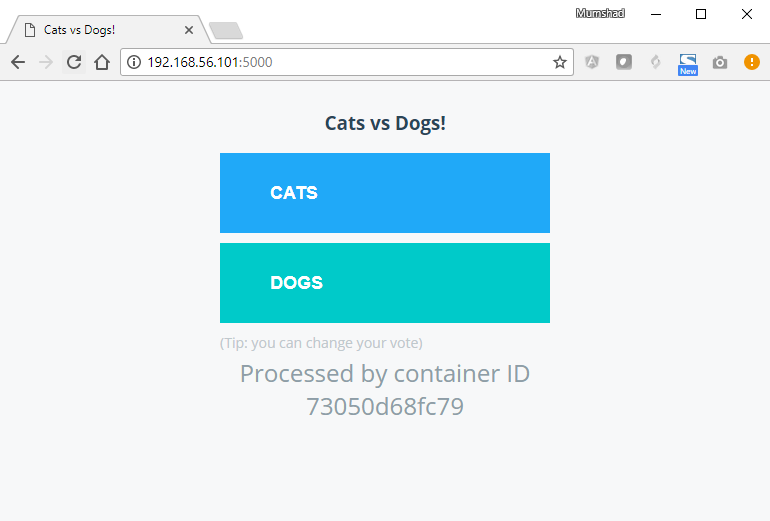 Mumshad
Cats vs Dogs!
192.168.56.101:5000
New
Cats vs Dogs!
CATS
DOGS
(Tip: you can change your vote)
Processed by container ID
73050d68fc79